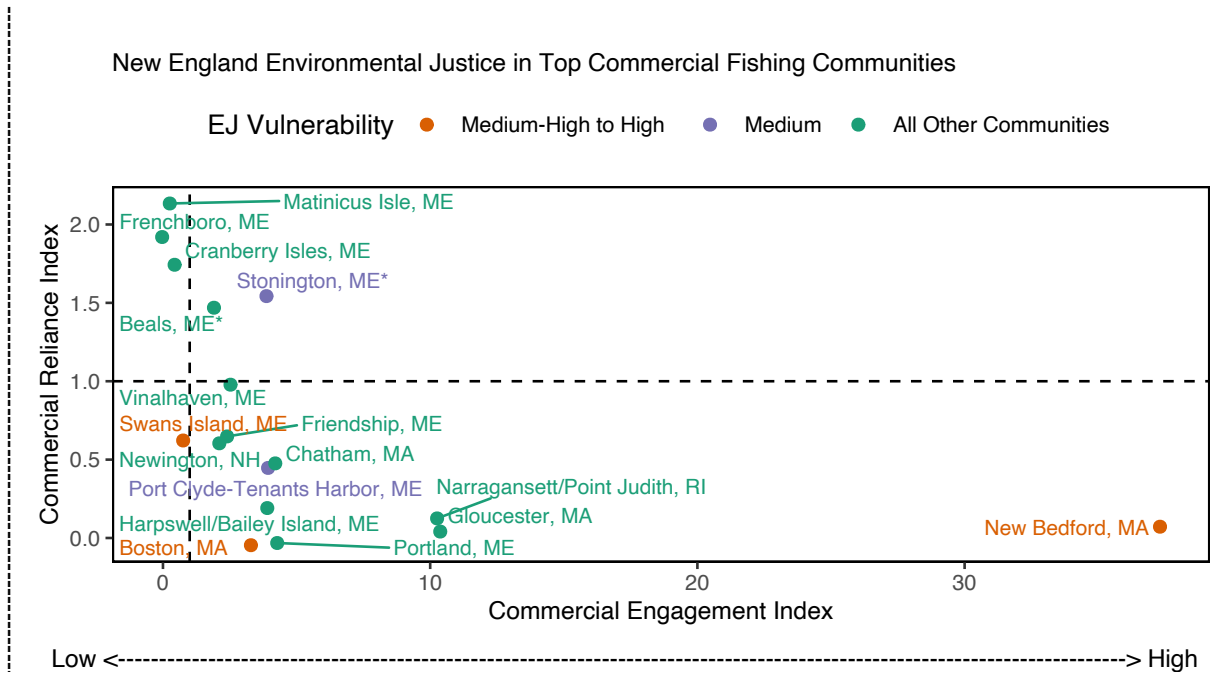 New England Environmental Justice in Top Commercial Fishing Communities
EJ Vulnerability Medium-High to High Medium All Other Communities
Commercial Reliance Index
2.0
1.5
1.0
0.5
0.0
Matinicus Isle, ME
Frenchboro, ME
Cranberry Isles, ME
Stonington, ME*
Beals, ME*
Vinalhaven, ME
Swans Island, ME
Friendship, ME
Newington, NH
Chatham, MA
Port Clyde-Tenants Harbor, ME
Narragansett/Point Judith, RI
Harpswell/Bailey Island, ME
Gloucester, MA
New Bedford, MA
Boston, MA
Portland, ME
0 10 20 30
Commercial Engagement Index
Low <----------------------------------------------------------------> High